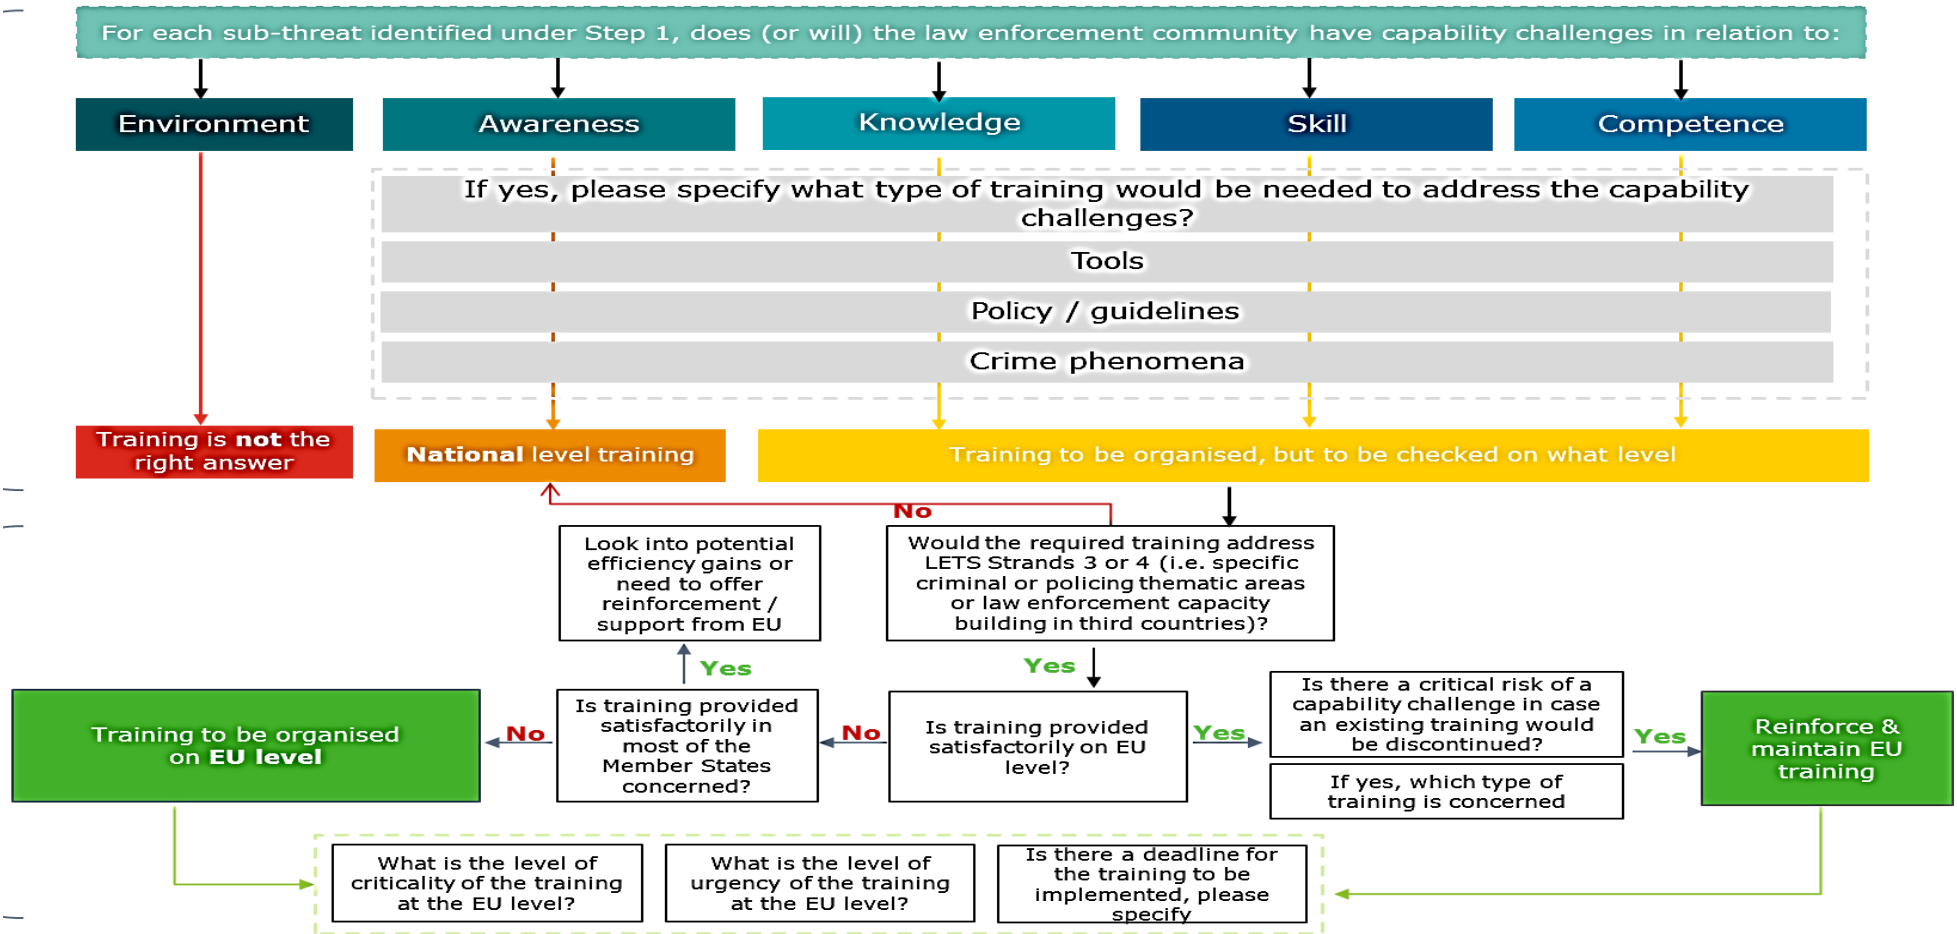 For each sub-threat identified under Step 1, does (or will) the law enforcement community have capability challenges in relation to:
Environment
Awareness
Knowledge
Skill
Competence
If yes, please specify what type of training would be needed to address the capability
challenges?
Tools
Policy / guidelines
Crime phenomena
Training is not the
right answer
National level training
Training to be organised, but to be checked on what level
No
Look into potential
efficiency gains or
need to offer
reinforcement /
support from EU
Would the required training address
LETS Strands 3 or 4 (i.e. specific
criminal or policing thematic areas
or law enforcement capacity
building in third countries)?
Yes
Yes
Training to be organised
on EU level
No
Is training provided
satisfactorily in
most of the
Member States
concerned?
No
Is training provided
satisfactorily on EU
level?
Yes
Is there a critical risk of a
capability challenge in case
an existing training would
be discontinued?
If yes, which type of
training is concerned
Yes
Reinforce &
maintain EU
training
What is the level of
criticality of the training
at the EU level?
What is the level of
urgency of the training
at the EU level?
Is there a deadline for
the training to be
implemented, please
specify